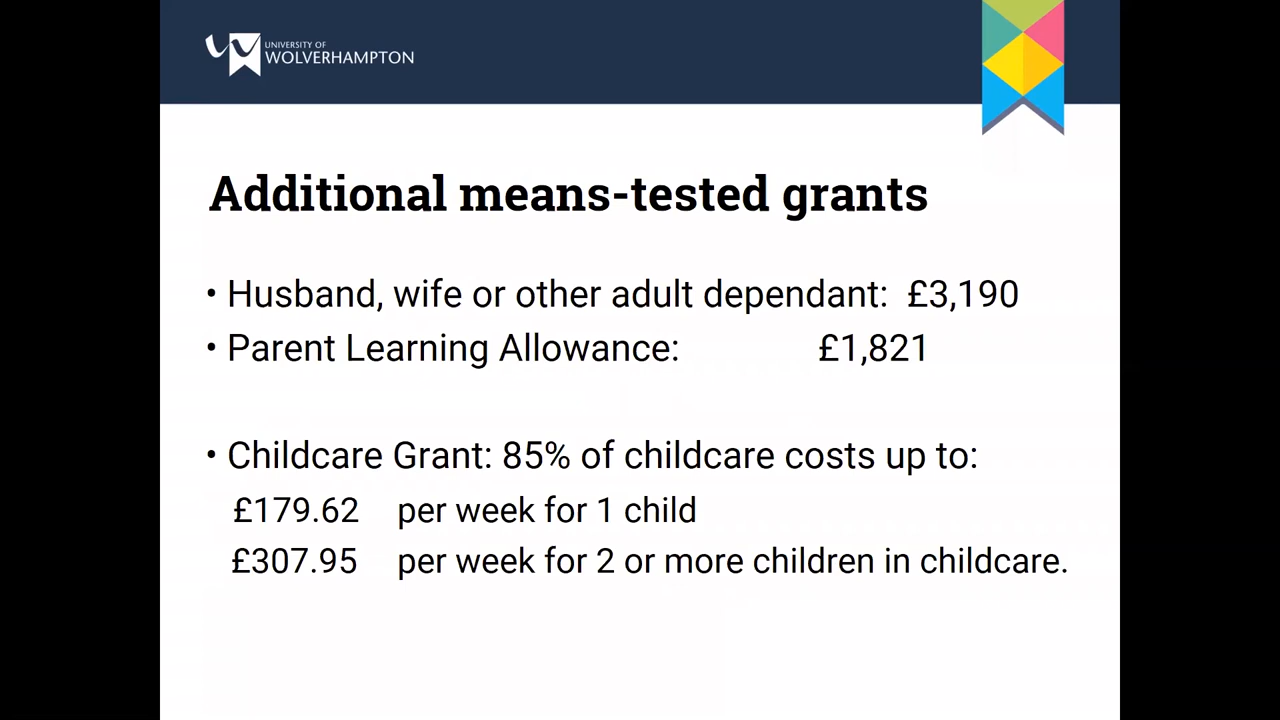 UNIVERSITY OF
WOLVERHAMPTON
Additional means-tested grants
• Husband, wife or other adult dependant: £3,190
• Parent Learning Allowance: £1,821
• Childcare Grant: 85% of childcare costs up to:
£179.62 per week for 1 child
£307.95 per week for 2 or more children in childcare.